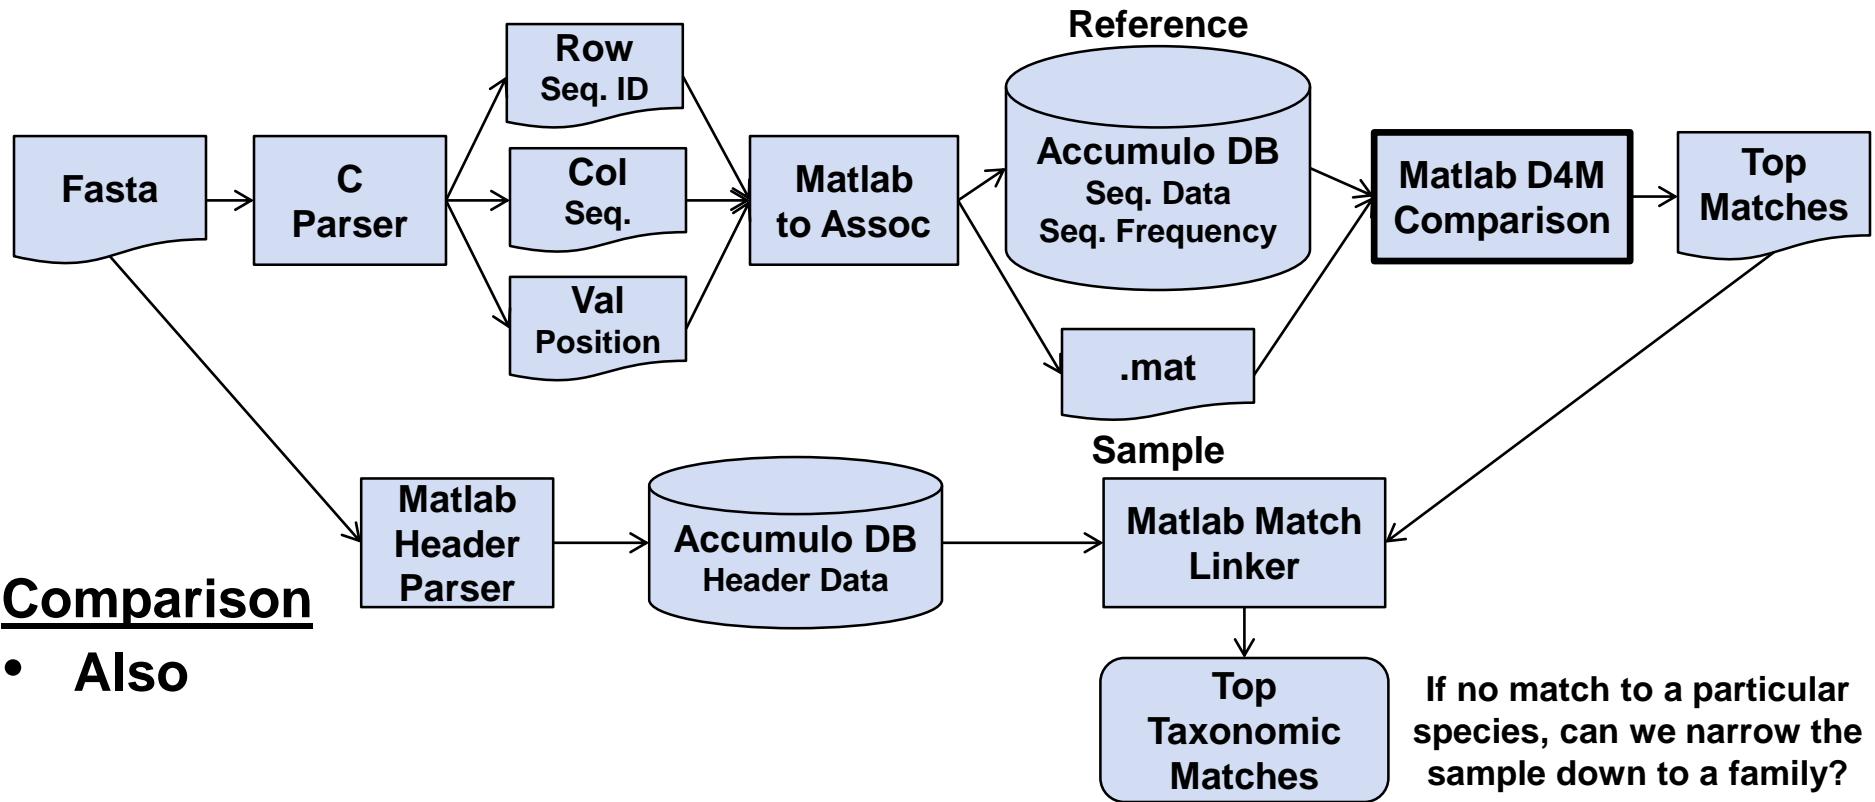 Reference
Row
Seq. ID
Fasta
C
Parser
Col
Seq.
Val
Position
Matlab
to Assoc
Accumulo DB
Seq. Data
Seq. Frequency
.mat
Sample
Matlab D4M
Comparison
Top
Matches
Matlab
Header
Parser
Accumulo DB
Header Data
Matlab Match
Linker
Top
Taxonomic
Matches
Comparison
• Also
If no match to a particular
species, can we narrow the
sample down to a family?